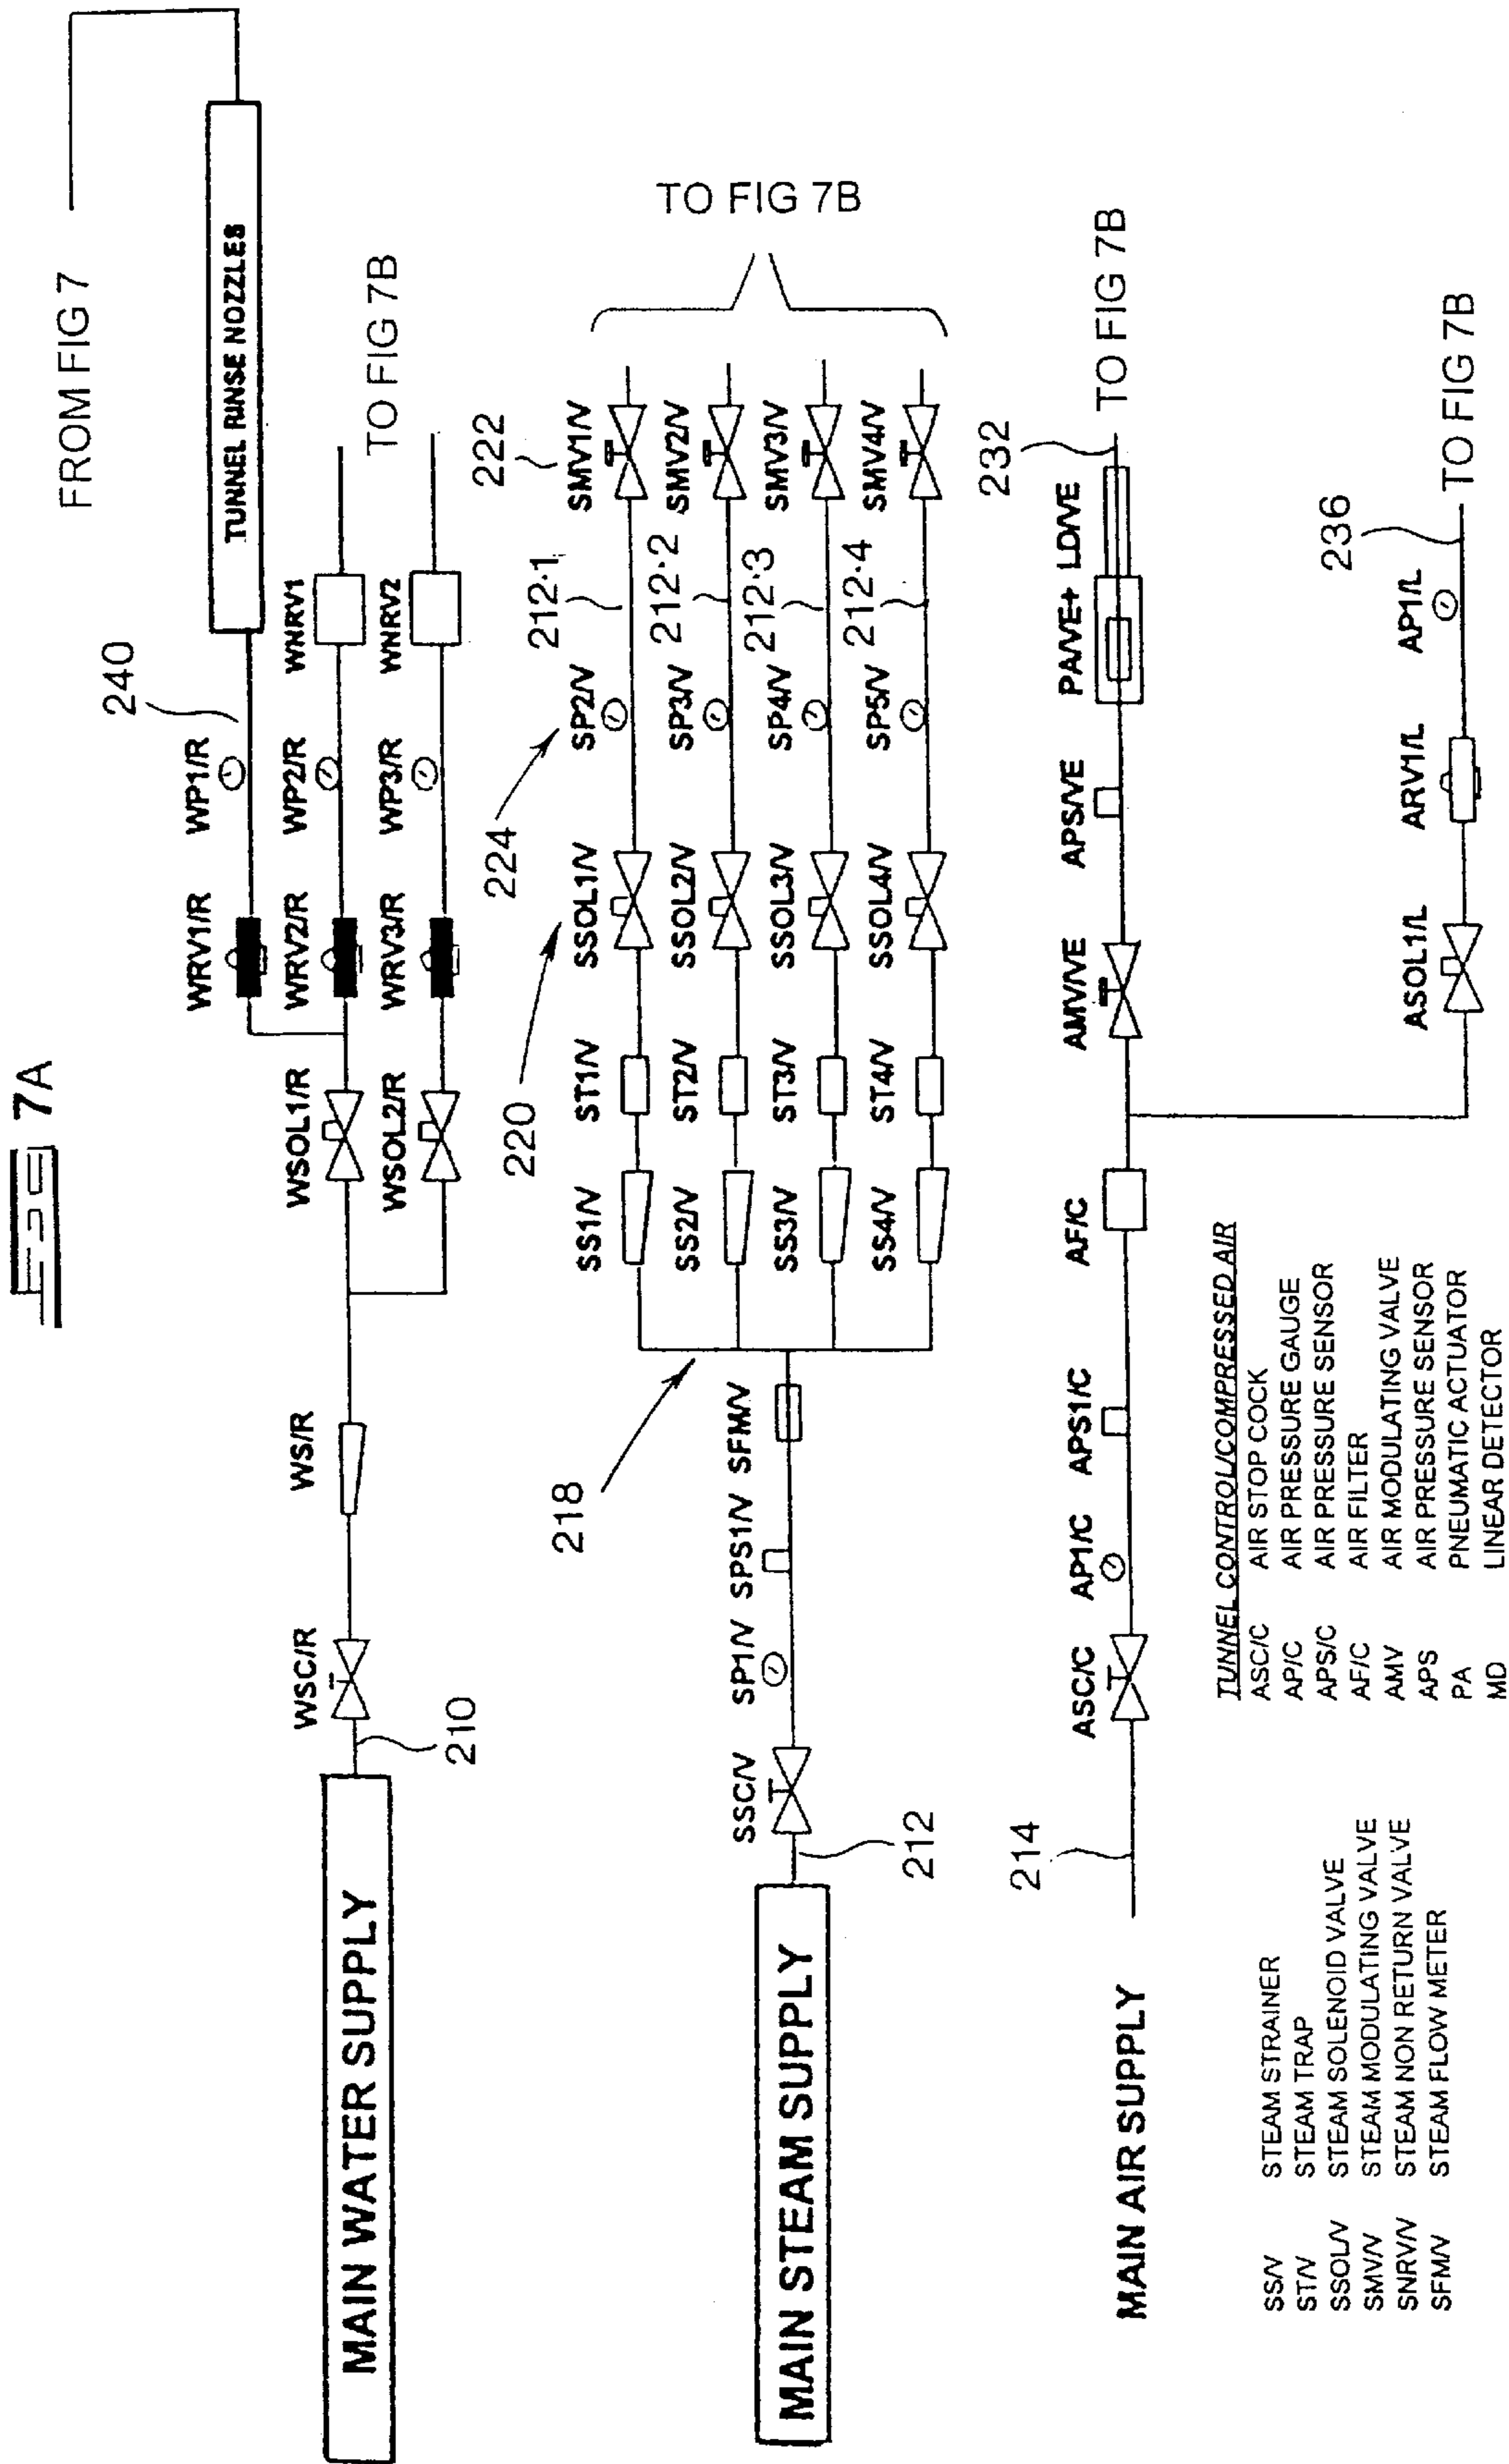 7A
FROM FIG 7
TUNNEL RINSE NOZZLES
240
WRV1/R WP1/R
WSOL1/R WRV2/R WP2/R WNRV1
TO FIG 7B
WSOL2/R WRV3/R WP3/R WNRV2
WSC/R WS/R
MAIN WATER SUPPLY
210
220
224
222
TO FIG 7B
SS1/V ST1/V SSOL1/V SP2/V 212·1 SMV1/V
SS2/V ST2/V SSOL2/V SP3/V 212·2 SMV2/V
SS3/V ST3/V SSOL3/V SP4/V 212·3 SMV3/V
SS4/V ST4/V SSOL4/V SP5/V 212·4 SMV4/V
218
SSC/V SP1/V SPS1/V SFM/V
MAIN STEAM SUPPLY
212
214
232
ASC/C AP1/C APS1/C AF/C AMV/VE APS/VE PA/VE+ LD/VE
MAIN AIR SUPPLY
TO FIG 7B
236
ASOL1/L ARV1/L AP1/L
TO FIG 7B
SS/V STEAM STRAINER
ST/V STEAM TRAP
SSOL/V STEAM SOLENOID VALVE
SMV/V STEAM MODULATING VALVE
SNRV/V STEAM NON RETURN VALVE
SFM/V STEAM FLOW METER
TUNNEL CONTROL/COMPRESSED AIR
ASC/C AIR STOP COCK
AP/C AIR PRESSURE GAUGE
APS/C AIR PRESSURE SENSOR
AF/C AIR FILTER
AMV AIR MODULATING VALVE
APS AIR PRESSURE SENSOR
PA PNEUMATIC ACTUATOR
MD LINEAR DETECTOR